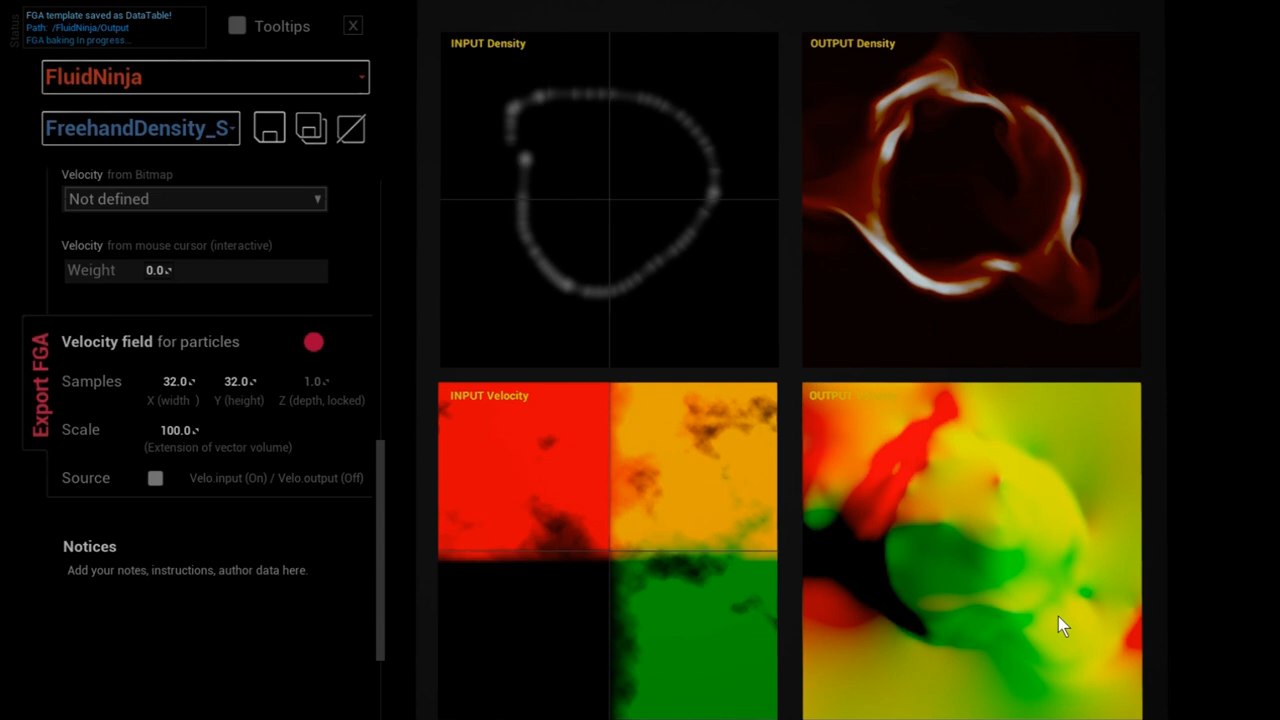 Status
FGA template saved as DataTable!
Path: /FluidNinja/Output
FGA baking In progress...
Tooltips
X
FluidNinja
FreehandDensity_S
Velocity from Bitmap
Not defined
Velocity from mouse cursor (interactive)
Weight 0.0
Export FGA
Velocity field for particles
Samples 32.0 32.0 1.0
X (width ) Y (height) Z (depth, locked)
Scale 100.0
(Extension of vector volume)
Source Velo.input (On) / Velo.output (Off)
Notices
Add your notes, instructions, author data here.
INPUT Density
OUTPUT Density
INPUT Velocity
OUTPUT Velocity